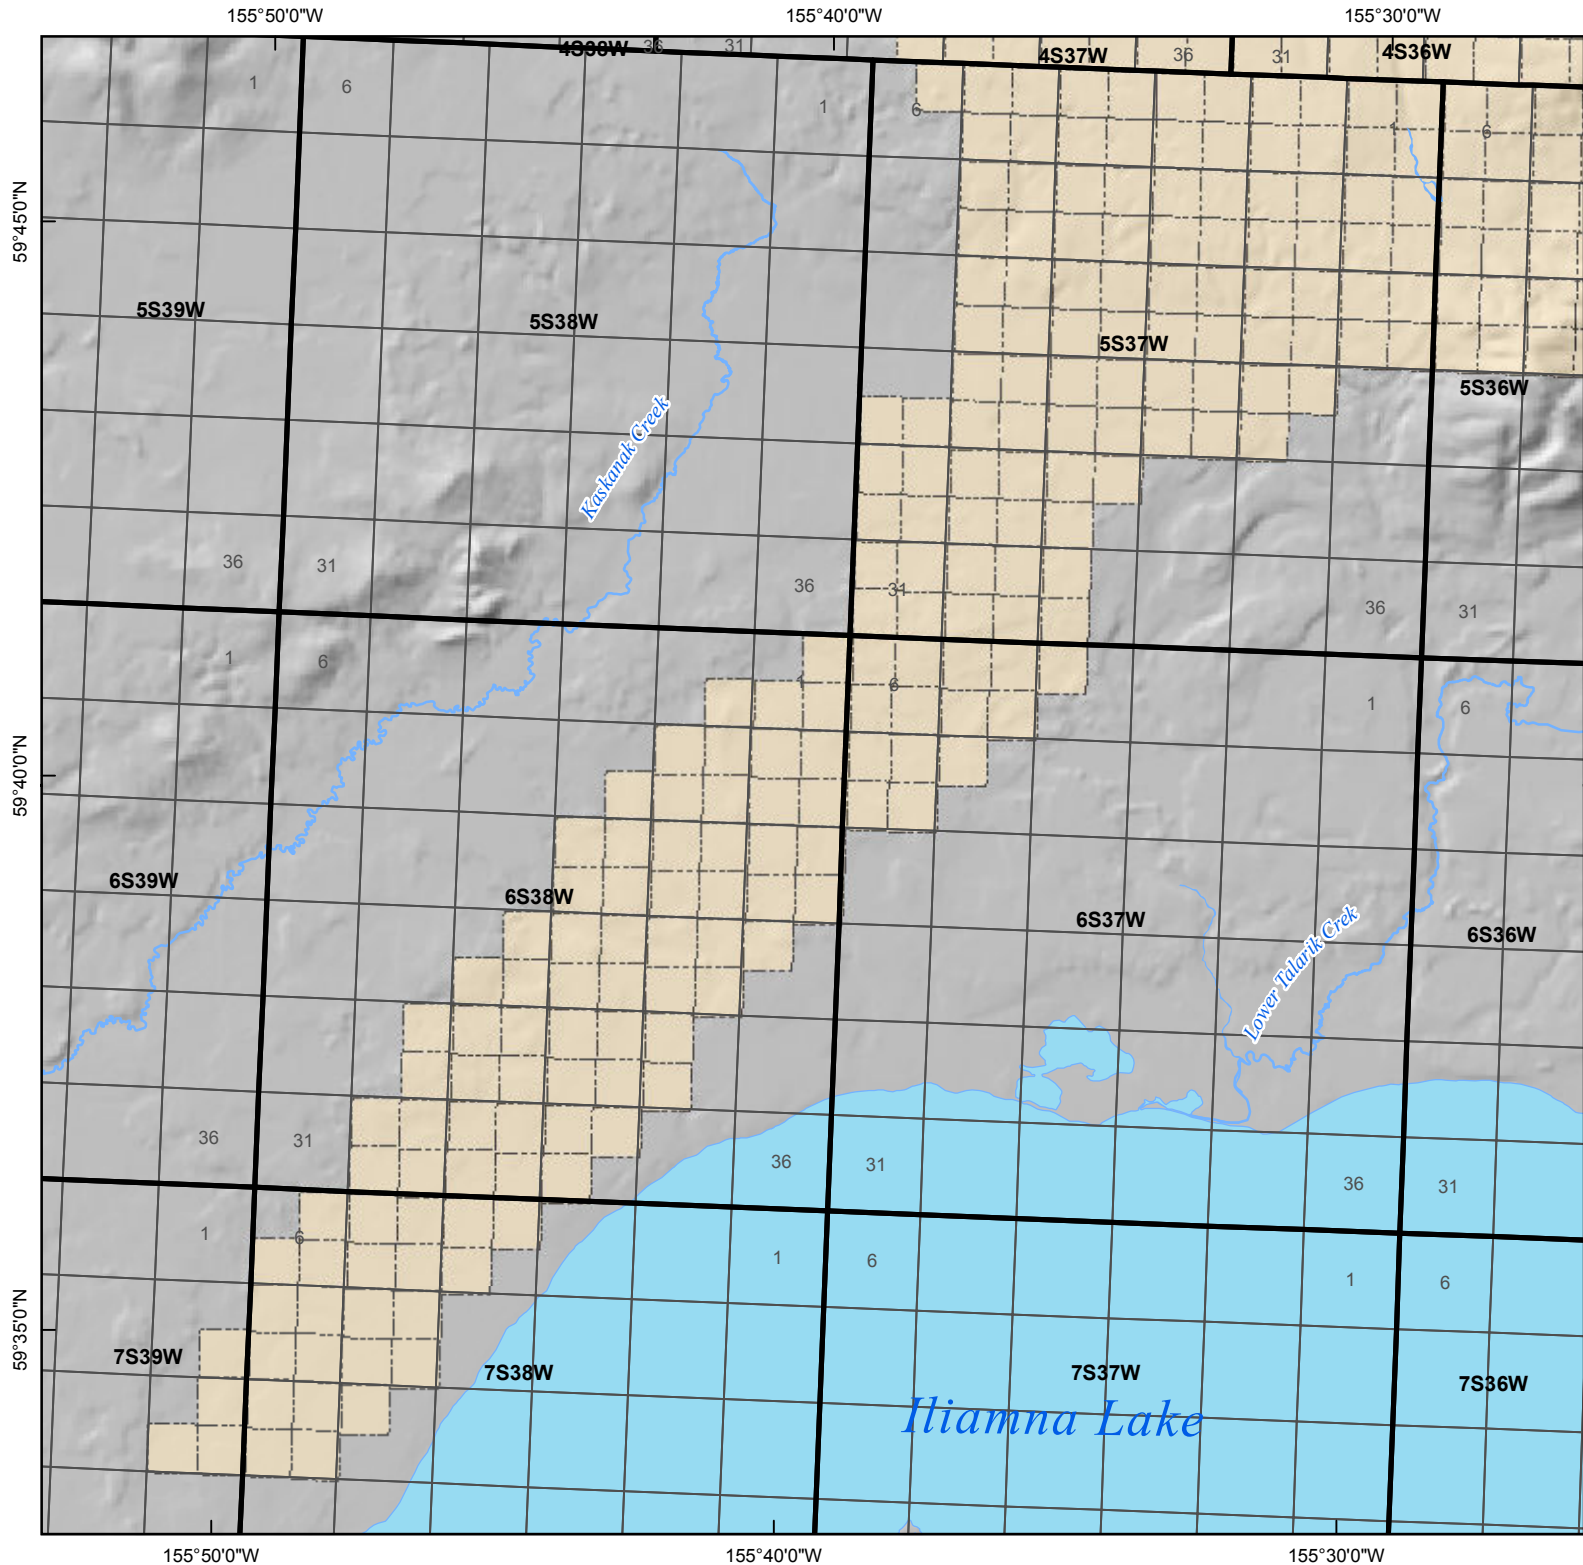 155°50'0"W 155°40'0"W 155°30'0"W
4S38W 36 31 4S37W 36 31 4S36W
1 6 1 6 1 6
59°45'0"N
5S39W 5S38W 5S37W
5S36W
Kaskanak Creek
36 31 36 31 36 31
1 6 1 6 1 6
59°40'0"N
6S39W 6S38W 6S37W 6S36W
Lower Talarik Crek
36 31 36 31 36 31
1 6 1 6 1 6
59°35'0"N
7S39W 7S38W 7S37W 7S36W
Iliamna Lake
155°50'0"W 155°40'0"W 155°30'0"W